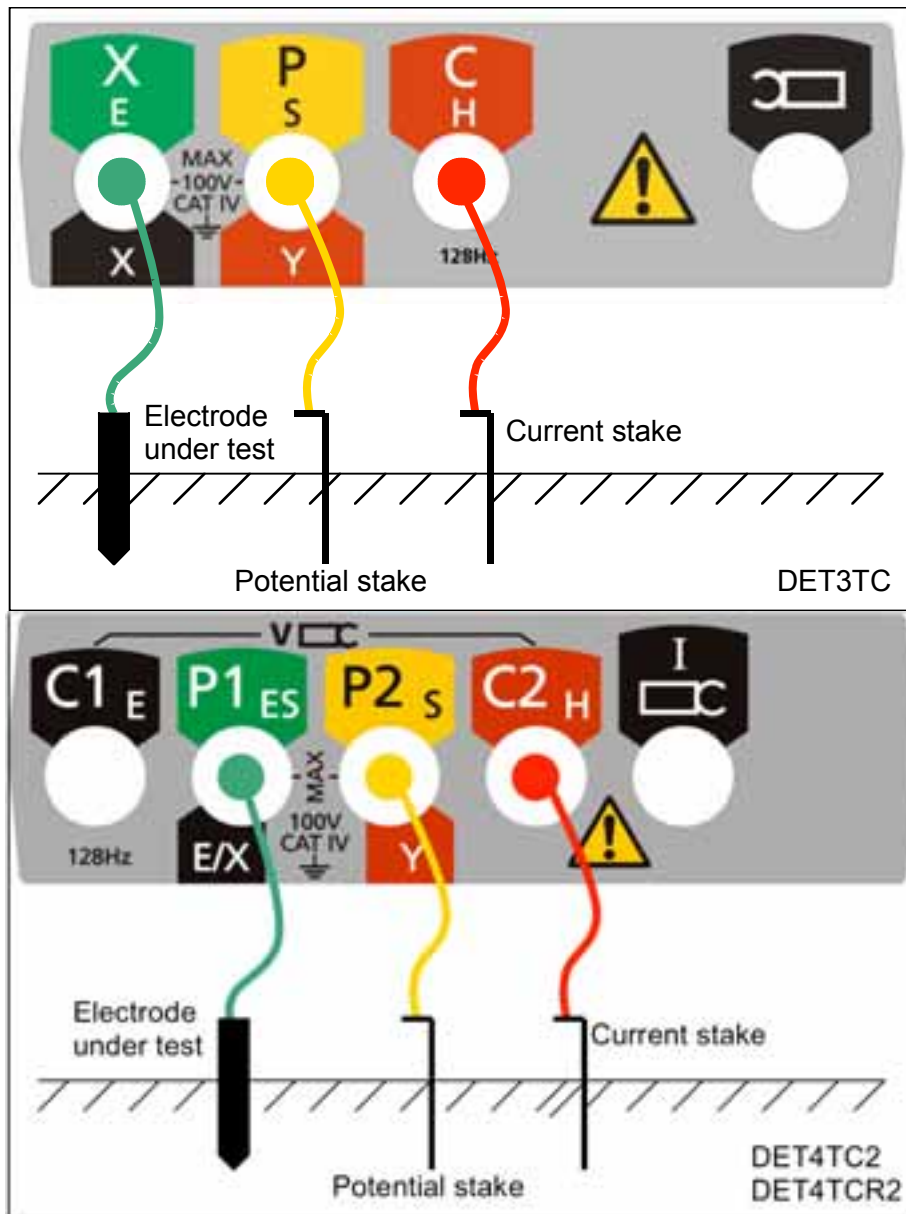 X P C
E S H
MAX
100V
CAT IV
X Y 128Hz
Electrode
under test
Current stake
Potential stake
DET3TC
V
C1 E P1 ES P2 S C2 H I
MAX
100V
CAT IV
128Hz E/X Y
Electrode
under test
Current stake
Potential stake
DET4TC2
DET4TCR2